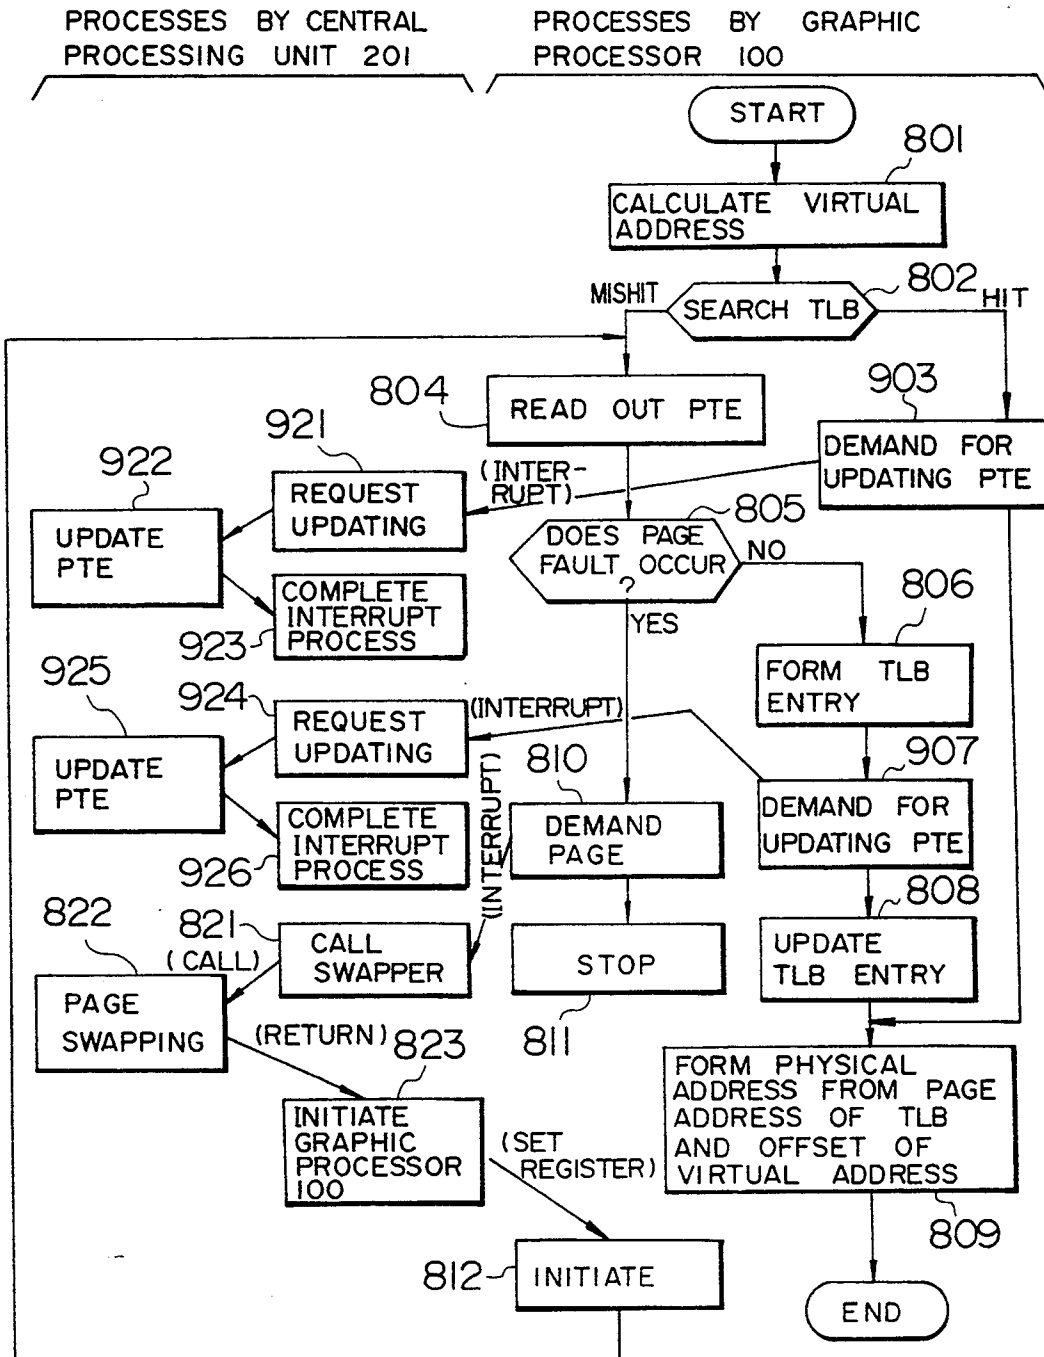 PROCESSES BY CENTRAL
PROCESSING UNIT 201
PROCESSES BY GRAPHIC
PROCESSOR 100
START
801
CALCULATE VIRTUAL
ADDRESS
802
MISHIT
SEARCH TLB
HIT
804
READ OUT PTE
903
DEMAND FOR
UPDATING PTE
921
(INTER-
RUPT)
922
REQUEST
UPDATING
UPDATE
PTE
805
DOES PAGE
FAULT OCCUR
?
NO
YES
COMPLETE
INTERRUPT
PROCESS
923
806
FORM TLB
ENTRY
925
924
REQUEST
UPDATING
(INTERRUPT)
UPDATE
PTE
907
DEMAND FOR
UPDATING PTE
810
DEMAND
PAGE
(INTERRUPT)
COMPLETE
INTERRUPT
PROCESS
926
808
UPDATE
TLB ENTRY
822
821
(CALL)
CALL
SWAPPER
STOP
811
PAGE
SWAPPING
(RETURN)
823
INITIATE
GRAPHIC
PROCESSOR
100
(SET
REGISTER)
FORM PHYSICAL
ADDRESS FROM PAGE
ADDRESS OF TLB
AND OFFSET OF
VIRTUAL ADDRESS
809
812
INITIATE
END